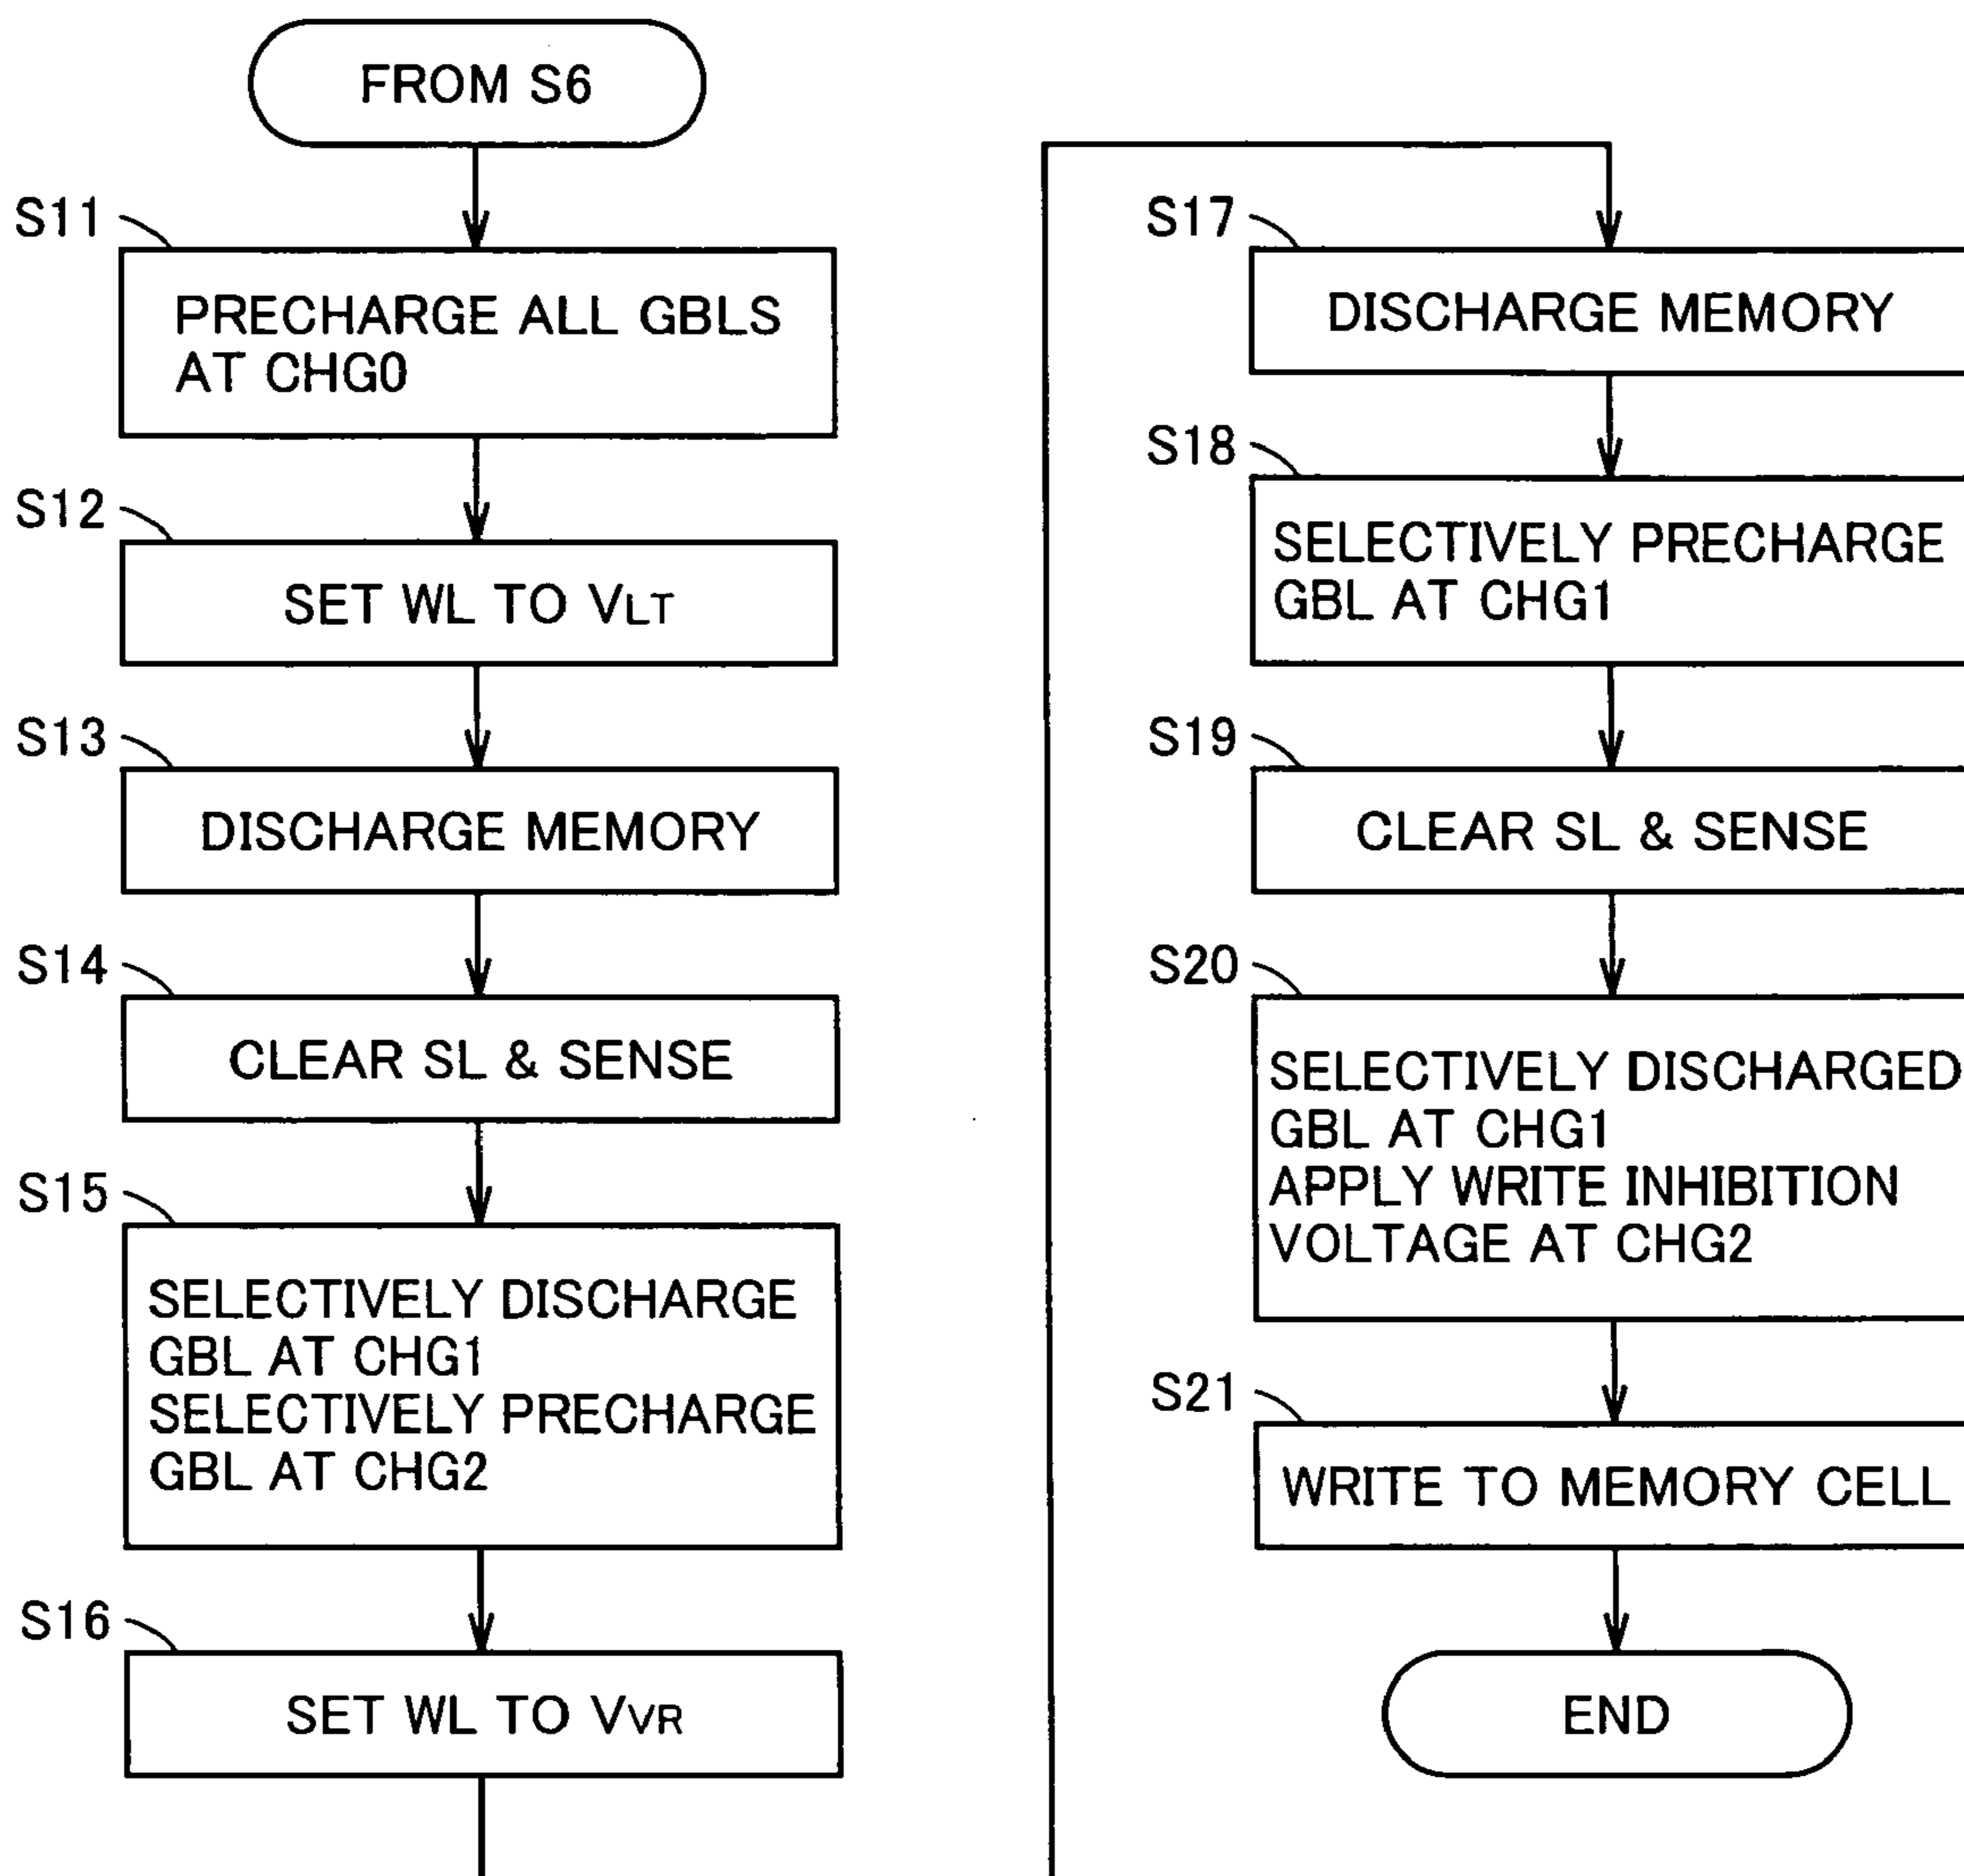 FROM S6
S11
PRECHARGE ALL GBLS
AT CHG0
S12
SET WL TO VLT
S13
DISCHARGE MEMORY
S14
CLEAR SL & SENSE
S15
SELECTIVELY DISCHARGE
GBL AT CHG1
SELECTIVELY PRECHARGE
GBL AT CHG2
S16
SET WL TO VVR
S17
DISCHARGE MEMORY
S18
SELECTIVELY PRECHARGE
GBL AT CHG1
S19
CLEAR SL & SENSE
S20
SELECTIVELY DISCHARGED
GBL AT CHG1
APPLY WRITE INHIBITION
VOLTAGE AT CHG2
S21
WRITE TO MEMORY CELL
END